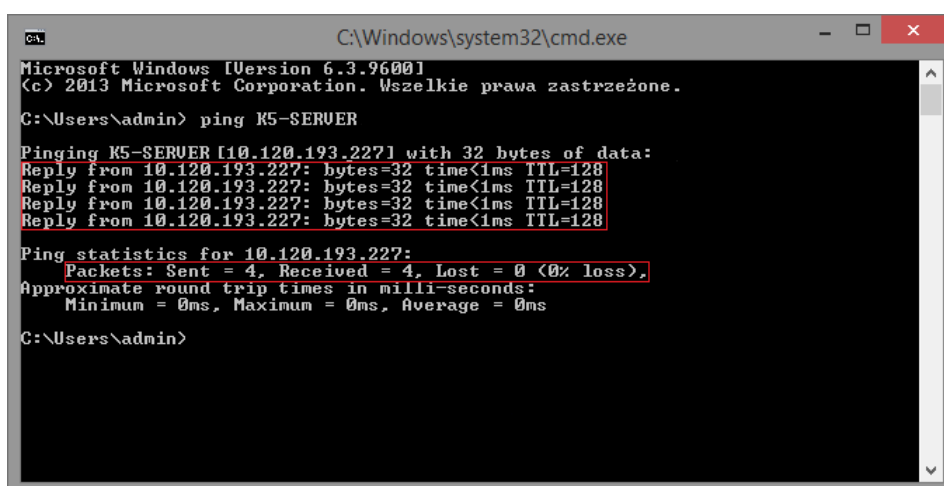 C:\Windows\system32\cmd.exe
Microsoft Windows [Version 6.3.9600]
(c) 2013 Microsoft Corporation. Wszelkie prawa zastrzeżone.
C:\Users\admin> ping K5-SERVER
Pinging K5-SERVER [10.120.193.227] with 32 bytes of data:
Reply from 10.120.193.227: bytes=32 time<1ms TTL=128
Reply from 10.120.193.227: bytes=32 time<1ms TTL=128
Reply from 10.120.193.227: bytes=32 time<1ms TTL=128
Reply from 10.120.193.227: bytes=32 time<1ms TTL=128
Ping statistics for 10.120.193.227:
Packets: Sent = 4, Received = 4, Lost = 0 (0% loss),
Approximate round trip times in milli-seconds:
Minimum = 0ms, Maximum = 0ms, Average = 0ms
C:\Users\admin>